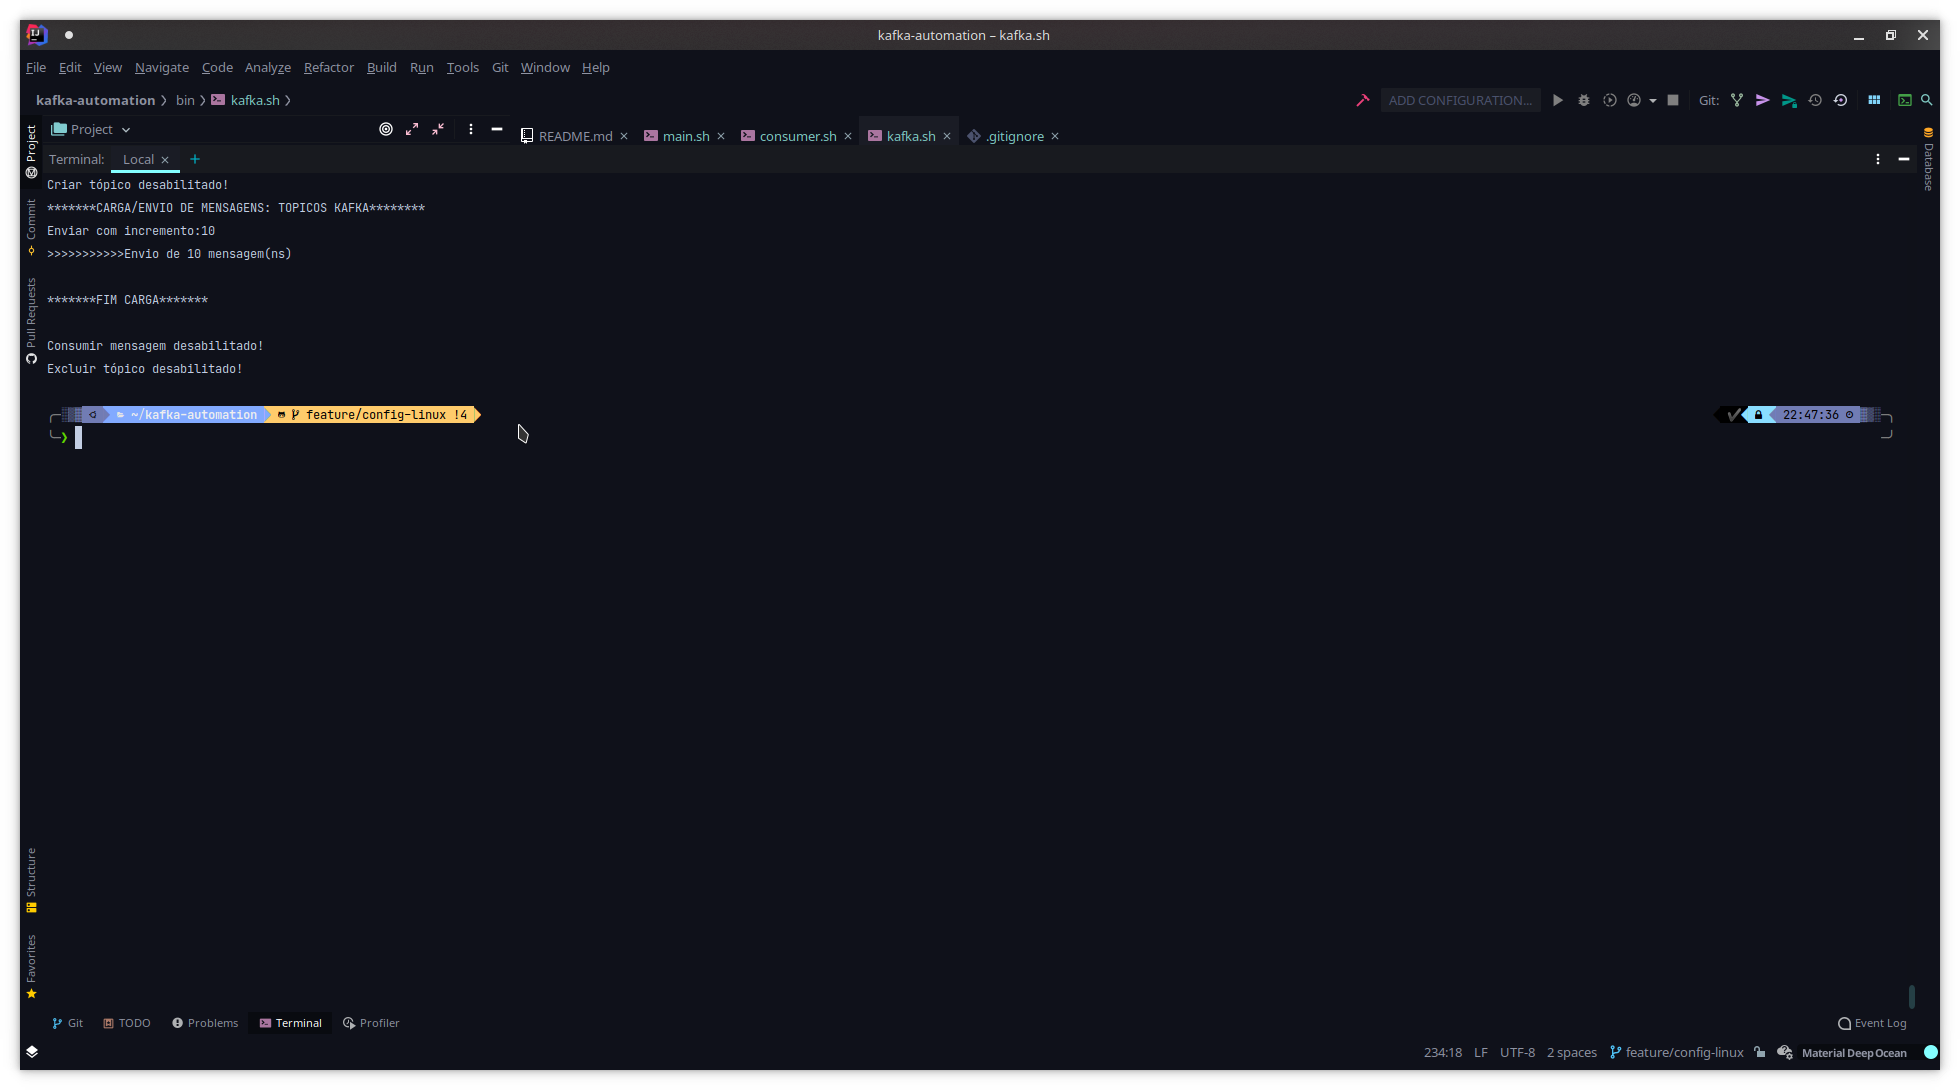 kafka-automation – kafka.sh
File Edit View Navigate Code Analyze Refactor Build Run Tools Git Window Help
kafka-automation bin kafka.sh
ADD CONFIGURATION...
Git:
Project
README.md
main.sh
consumer.sh
kafka.sh
.gitignore
Terminal: Local
Project
Commit
Pull Requests
Structure
Favorites
Database
Criar tópico desabilitado!
*******CARGA/ENVIO DE MENSAGENS: TOPICOS KAFKA********
Enviar com incremento:10
>>>>>>>>>>>Envio de 10 mensagem(ns)
*******FIM CARGA*******
Consumir mensagem desabilitado!
Excluir tópico desabilitado!
~/kafka-automation feature/config-linux !4
22:47:36
Git TODO Problems Terminal Profiler
Event Log
234:18 LF UTF-8 2 spaces feature/config-linux Material Deep Ocean